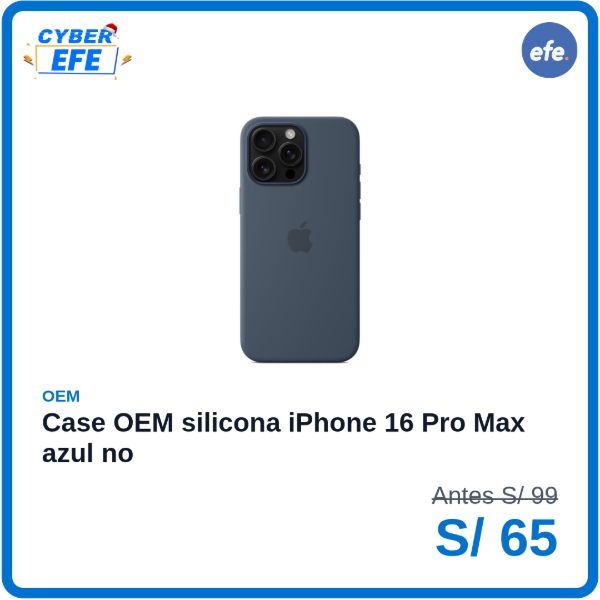 CYBER
EFE
efe.
OEM
Case OEM silicona iPhone 16 Pro Max
azul no
Antes S/ 99
S/ 65